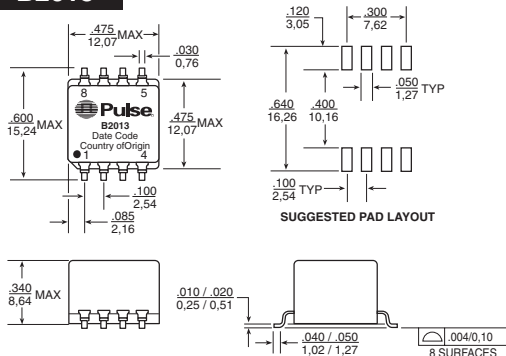 .475
12,07
MAX
.030
0,76
.600
15,24
MAX
8
5
Pulse
B2013
Date Code
Country ofOrigin
1
4
.475
12,07
MAX
.100
2,54
.085
2,16
.120
3,05
.300
7,62
.050
1,27
TYP
.640
16,26
.400
10,16
.100
2,54
TYP
SUGGESTED PAD LAYOUT
.340
8,64
MAX
.010 / .020
0,25 / 0,51
.040 / .050
1,02 / 1,27
.004/0,10
8 SURFACES